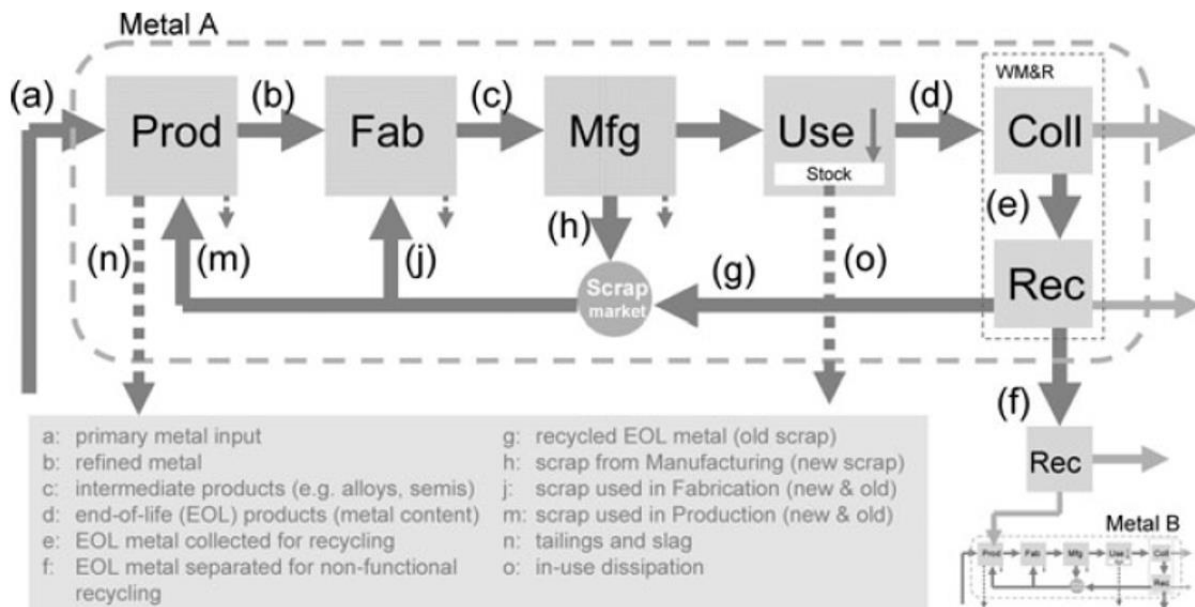 Metal A
WM&R
(a)
(b)
(c)
(d)
Prod
Fab
Mfg
Use
Stock
Coll
(e)
(h)
(n)
(m)
(j)
(g)
(o)
Scrap
market
Rec
(f)
Rec
a: primary metal input
b: refined metal
c: intermediate products (e.g. alloys, semis)
d: end-of-life (EOL) products (metal content)
e: EOL metal collected for recycling
f: EOL metal separated for non-functional
recycling
g: recycled EOL metal (old scrap)
h: scrap from Manufacturing (new scrap)
j: scrap used in Fabrication (new & old)
m: scrap used in Production (new & old)
n: tailings and slag
o: in-use dissipation
Metal B
Prod
Fab
Mfg
Use
Coll
Rec